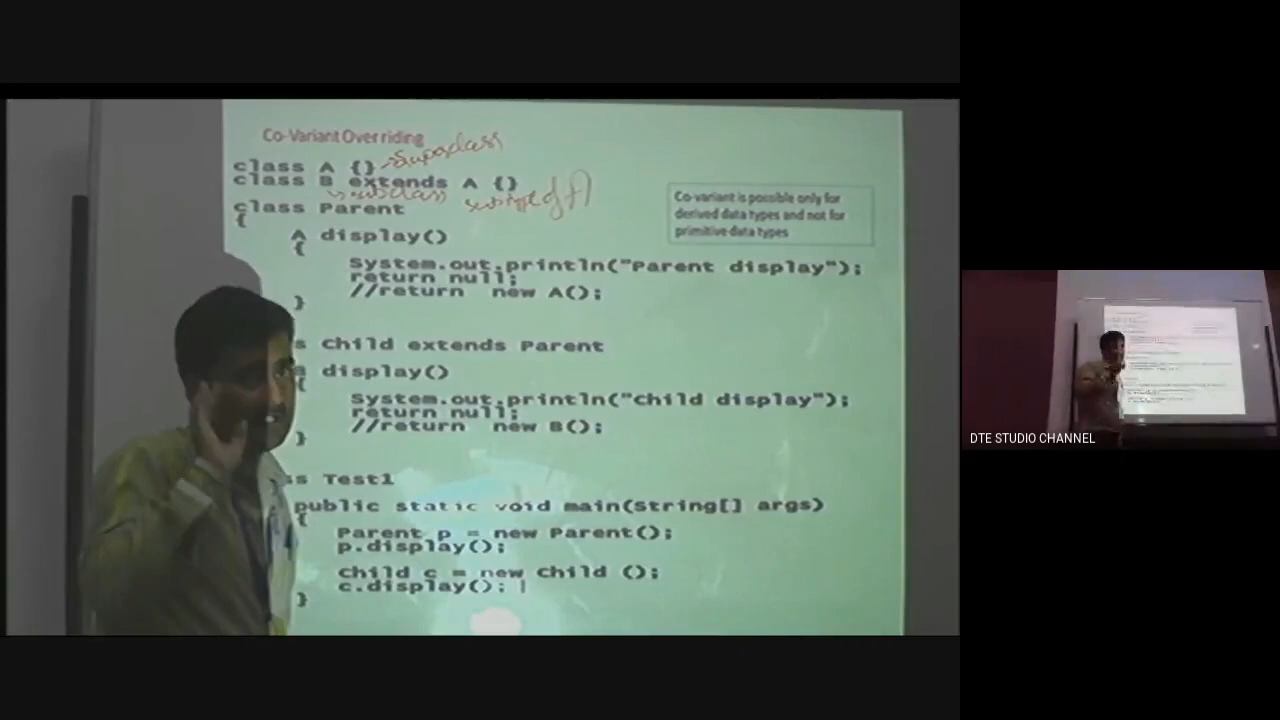 Co-Variant Overriding
class A {} superclass
class B extends A {}
subclass subtype of A
Co-variant is possible only for
derived data types and not for
primitive data types
class Parent
{
A display()
{
System.out.println("Parent display");
return null;
//return new A();
}
s Child extends Parent
display()
{
System.out.println("Child display");
return null;
//return new B();
}
ss Test1
public static void main(String[] args)
{
Parent p = new Parent();
p.display();
Child c = new Child ();
c.display();
}
DTE STUDIO CHANNEL